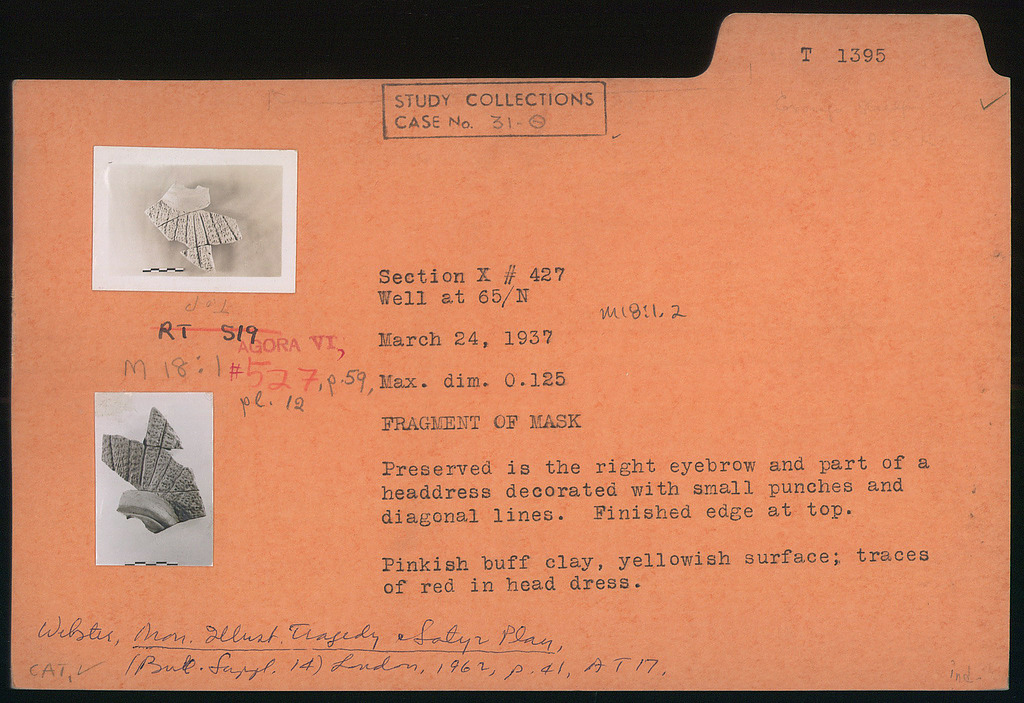 T 1395
STUDY COLLECTIONS
CASE No. 31-
Section X # 427
Well at 65/N
M18:1.2
March 24, 1937
Max. dim. 0.125
FRAGMENT OF MASK
Preserved is the right eyebrow and part of a
headdress decorated with small punches and
diagonal lines. Finished edge at top.
Pinkish buff clay, yellowish surface; traces
of red in head dress.
Top
RT 519
AGORA VI,
M 18:1 #527, p.59,
pl. 12
Webster, Mon. Illust. Tragedy & Satyr Play,
(Bull. Suppl. 14) London, 1962, p. 41, AT17.
CAT. ✓
ind.